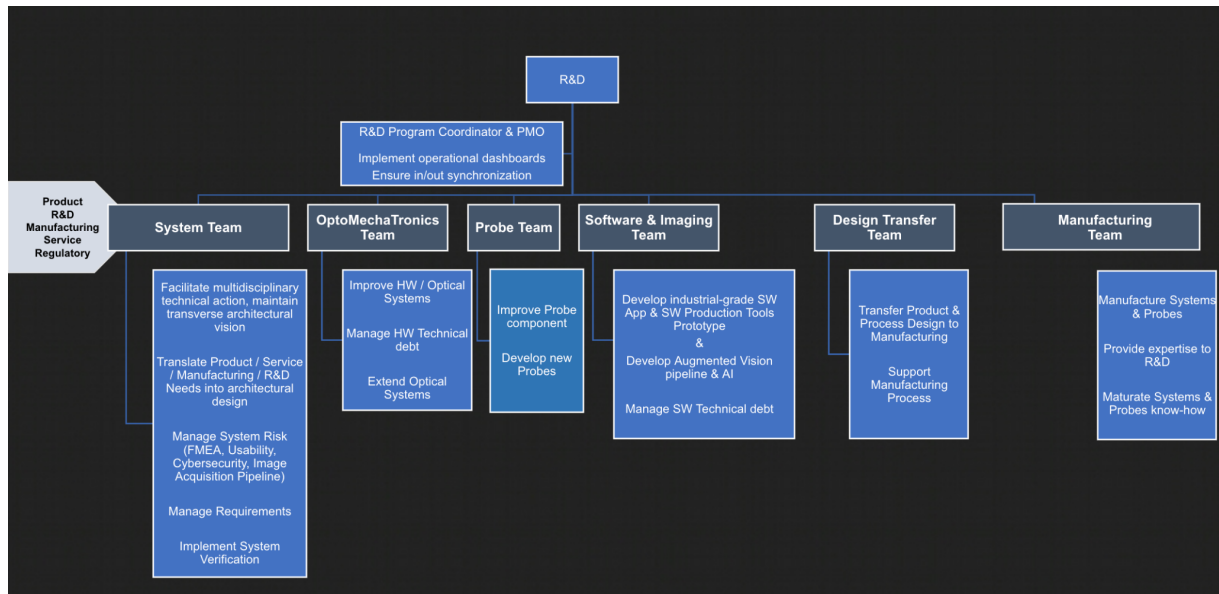 R&D
R&D Program Coordinator & PMO
Implement operational dashboards
Ensure in/out synchronization
Product
R&D
Manufacturing
Service
Regulatory
System Team
OptoMechaTronics
Team
Probe Team
Software & Imaging
Team
Design Transfer
Team
Manufacturing
Team
Facilitate multidisciplinary
technical action, maintain
transverse architectural
vision
Translate Product / Service
/ Manufacturing / R&D
Needs into architectural
design
Manage System Risk
(FMEA, Usability,
Cybersecurity, Image
Acquisition Pipeline)
Manage Requirements
Implement System
Verification
Improve HW / Optical
Systems
Manage HW Technical
debt
Extend Optical
Systems
Improve Probe
component
Develop new
Probes
Develop industrial-grade SW
App & SW Production Tools
Prototype
&
Develop Augmented Vision
pipeline & AI
Manage SW Technical debt
Transfer Product &
Process Design to
Manufacturing
Support
Manufacturing
Process
Manufacture Systems
& Probes
Provide expertise to
R&D
Maturate Systems &
Probes know-how